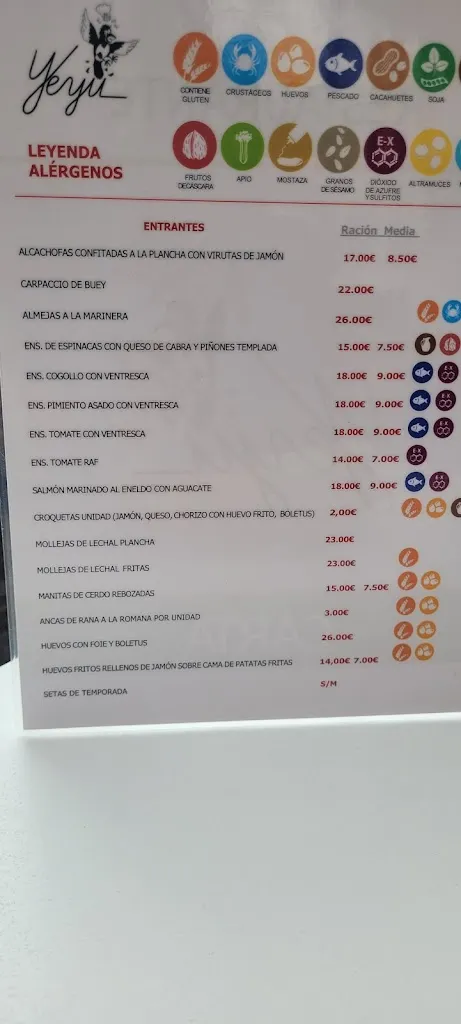 Yerju
CONTIENE GLUTEN CRUSTÁCEOS HUEVOS PESCADO CACAHUETES SOJA
LEYENDA
ALÉRGENOS
E-X
FRUTOS DE CÁSCARA APIO MOSTAZA GRANOS DE SÉSAMO DIÓXIDO DE AZUFRE Y SULFITOS ALTRAMUCES
ENTRANTES Ración Media
ALCACHOFAS CONFITADAS A LA PLANCHA CON VIRUTAS DE JAMÓN 17.00€ 8.50€
CARPACCIO DE BUEY 22.00€
ALMEJAS A LA MARINERA 26.00€
ENS. DE ESPINACAS CON QUESO DE CABRA Y PIÑONES TEMPLADA 15.00€ 7.50€
ENS. COGOLLO CON VENTRESCA 18.00€ 9.00€ E-X
ENS. PIMIENTO ASADO CON VENTRESCA 18.00€ 9.00€ E-X
ENS. TOMATE CON VENTRESCA 18.00€ 9.00€ E-X
ENS. TOMATE RAF 14.00€ 7.00€ E-X
SALMÓN MARINADO AL ENELDO CON AGUACATE 18.00€ 9.00€ E-X
CROQUETAS UNIDAD (JAMÓN, QUESO, CHORIZO CON HUEVO FRITO, BOLETUS) 2,00€
MOLLEJAS DE LECHAL PLANCHA 23.00€
MOLLEJAS DE LECHAL FRITAS 23.00€
MANITAS DE CERDO REBOZADAS 15.00€ 7.50€
ANCAS DE RANA A LA ROMANA POR UNIDAD 3.00€
HUEVOS CON FOIE Y BOLETUS 26.00€
HUEVOS FRITOS RELLENOS DE JAMÓN SOBRE CAMA DE PATATAS FRITAS 14,00€ 7.00€
SETAS DE TEMPORADA S/M